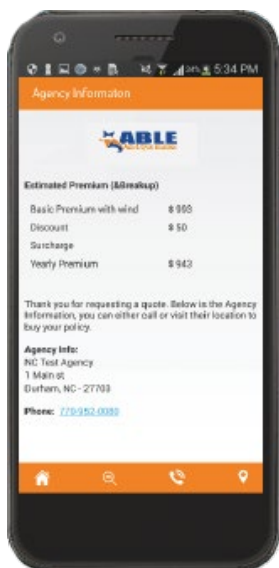 5:34 PM
Agency Informaton
ABLE
Estimated Premium (&Breakup)
Basic Premium with wind $ 993
Discount $ 50
Surcharge
Yearly Premium $ 943
Thank you for requesting a quote. Below is the Agency
Information, you can either call or visit their location to
buy your policy.
Agency Info:
NC Test Agency
1 Main st
Durham, NC - 27703
Phone: 770-952-0080